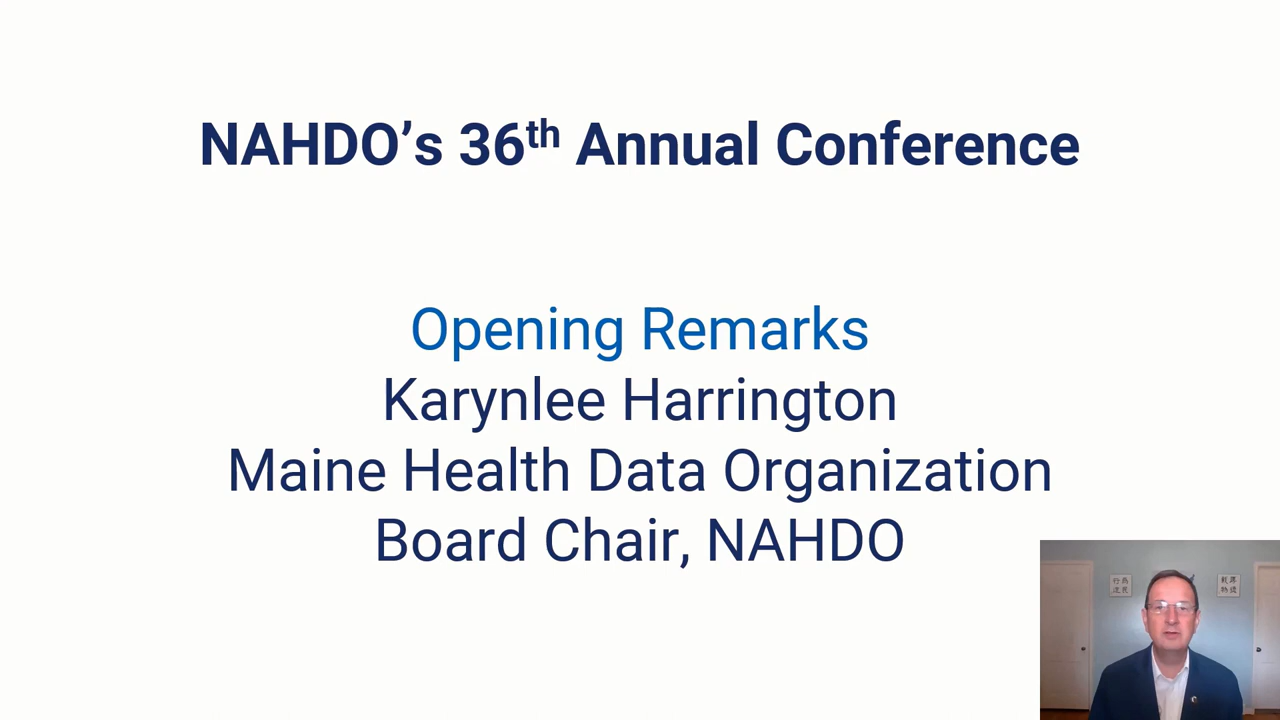 NAHDO’s 36th Annual Conference
Opening Remarks
Karynlee Harrington
Maine Health Data Organization
Board Chair, NAHDO